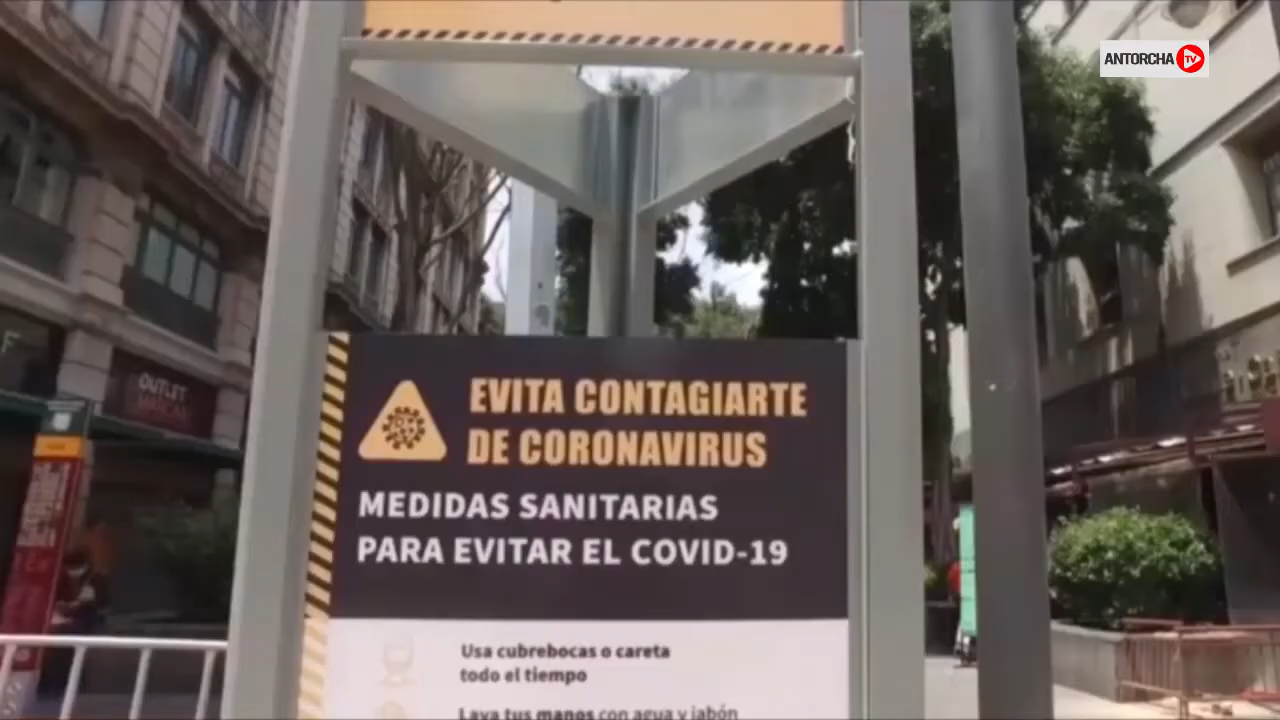 ANTORCHA TV
EVITA CONTAGIARTE
DE CORONAVIRUS
MEDIDAS SANITARIAS
PARA EVITAR EL COVID-19
Usa cubrebocas o careta
todo el tiempo
Lava tus manos con agua y jabón
OUTLET